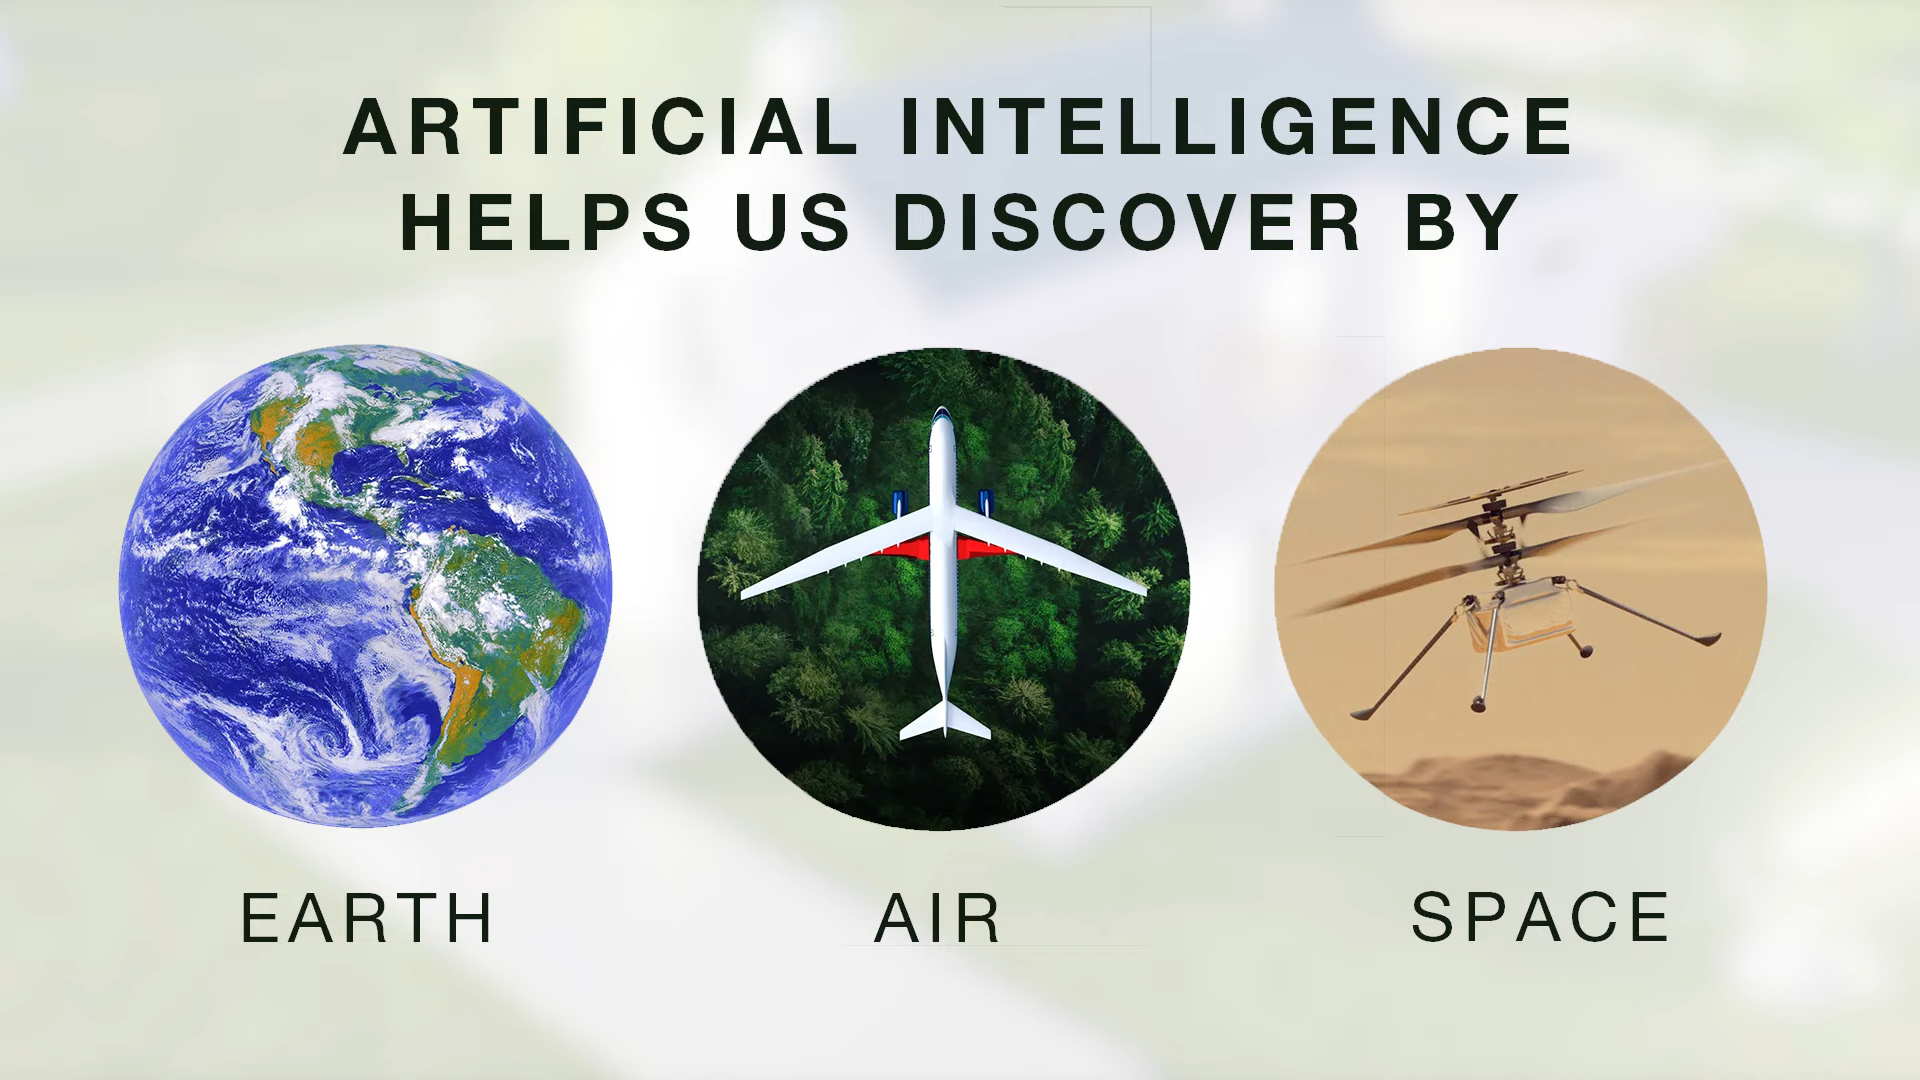 ARTIFICIAL INTELLIGENCE
HELPS US DISCOVER BY
EARTH
AIR
SPACE